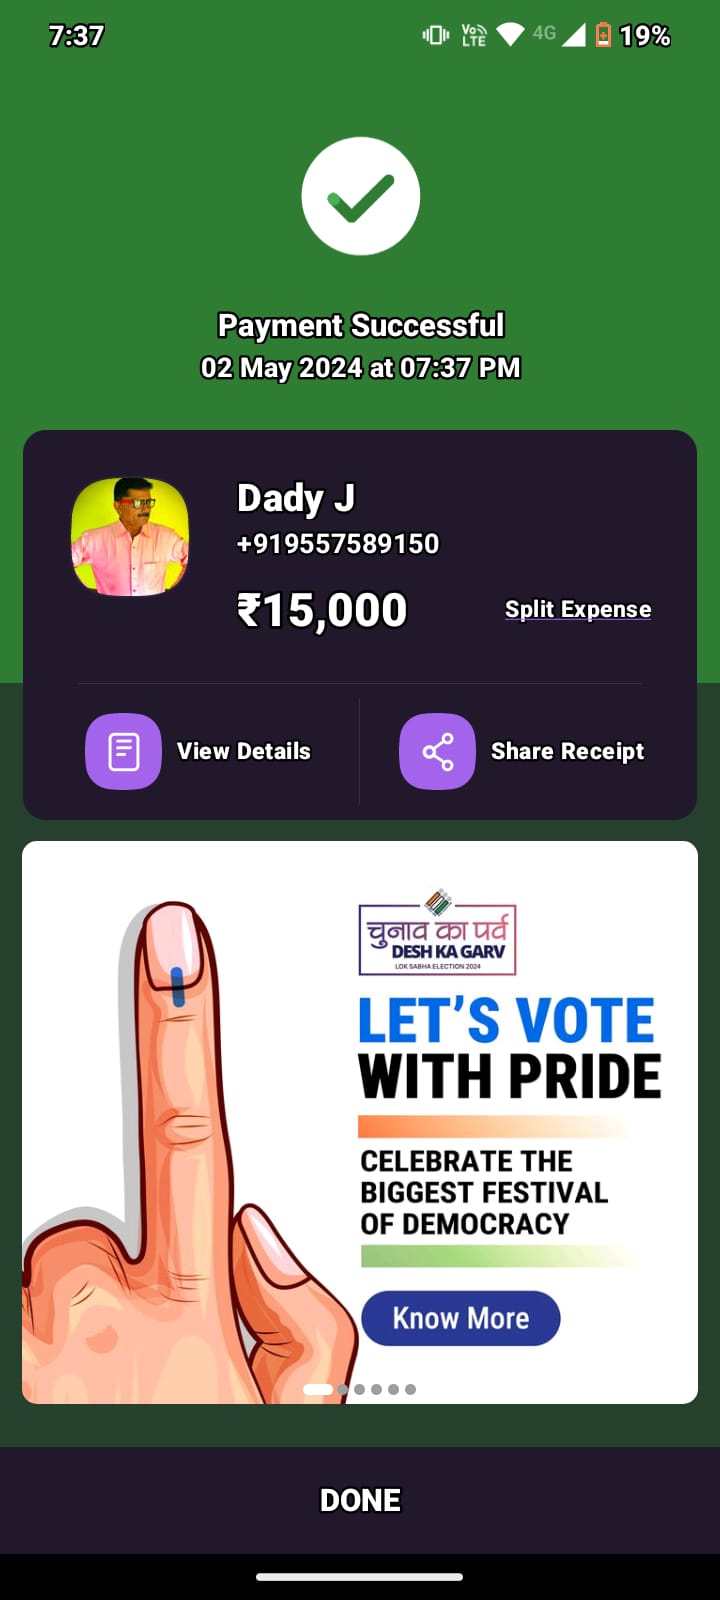 7:37
Vo LTE 4G 19%
Payment Successful
02 May 2024 at 07:37 PM
Dady J
+919557589150
₹15,000
Split Expense
View Details
Share Receipt
चुनाव का पर्व
DESH KA GARV
LOK SABHA ELECTION 2024
LET'S VOTE
WITH PRIDE
CELEBRATE THE
BIGGEST FESTIVAL
OF DEMOCRACY
Know More
DONE